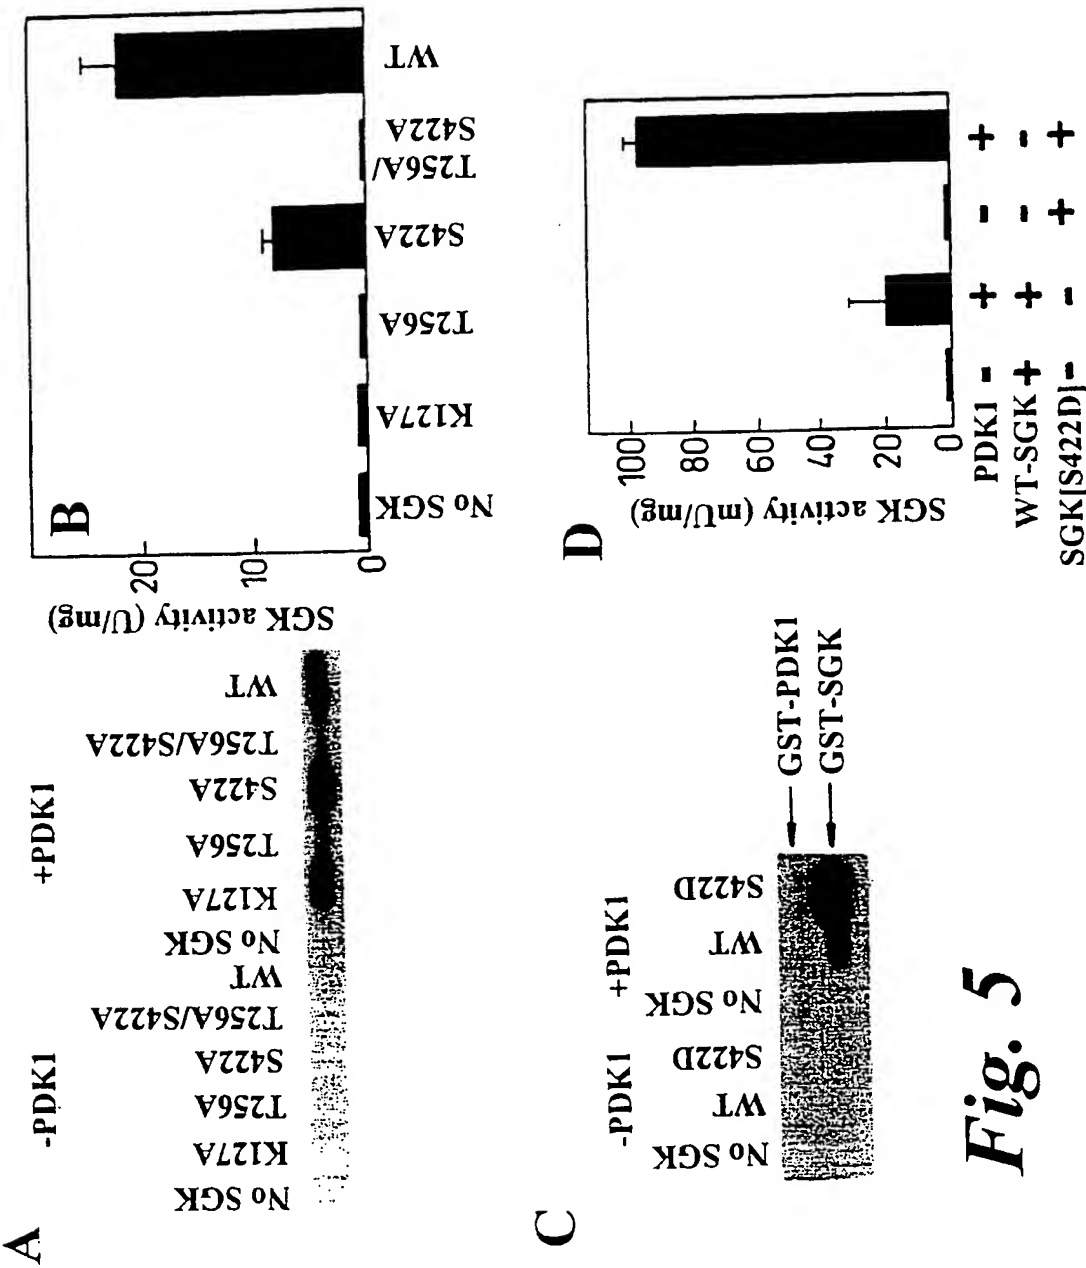 A
-PDK1
+PDK1
No SGK
K127A
T256A
S422A
T256A/S422A
WT
No SGK
K127A
T256A
S422A
T256A/S422A
WT
B
SGK activity (U/mg)
20
10
0
No SGK
K127A
T256A
S422A
T256A/
S422A
WT
C
-PDK1
+PDK1
No SGK
WT
S422D
No SGK
WT
S422D
GST-PDK1
GST-SGK
D
SGK activity (mU/mg)
100
80
60
40
20
0
PDK1 - + - +
WT-SGK + + - -
SGK[S422D] - - + +
Fig. 5